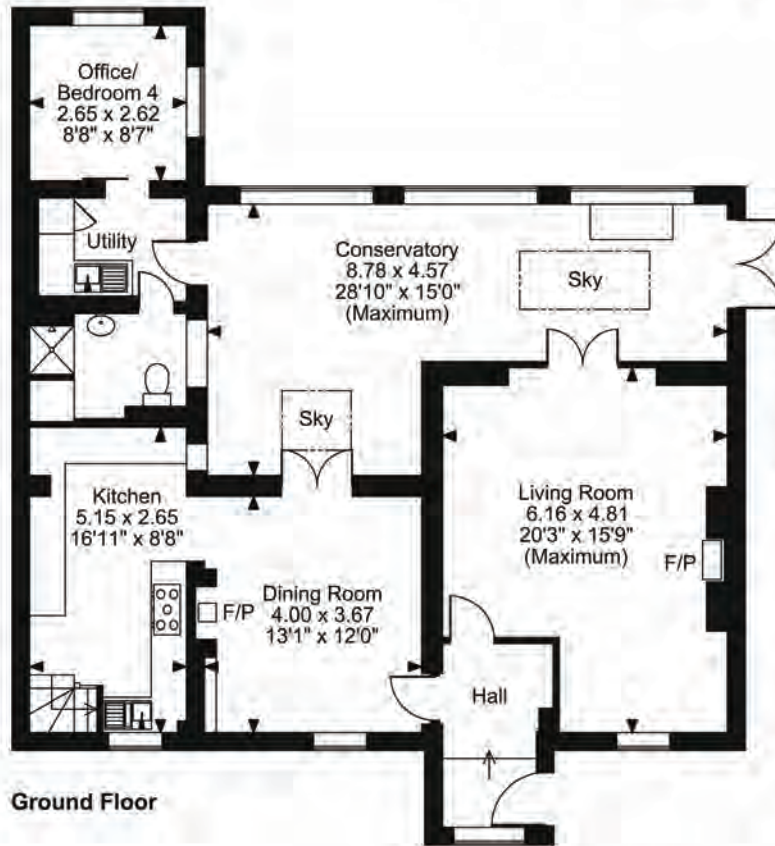 Office/
Bedroom 4
2.65 x 2.62
8'8" x 8'7"
Utility
Conservatory
8.78 x 4.57
28'10" x 15'0"
(Maximum)
Sky
Sky
Kitchen
5.15 x 2.65
16'11" x 8'8"
Living Room
6.16 x 4.81
20'3" x 15'9"
(Maximum)
F/P
F/P
Dining Room
4.00 x 3.67
13'1" x 12'0"
Hall
Ground Floor